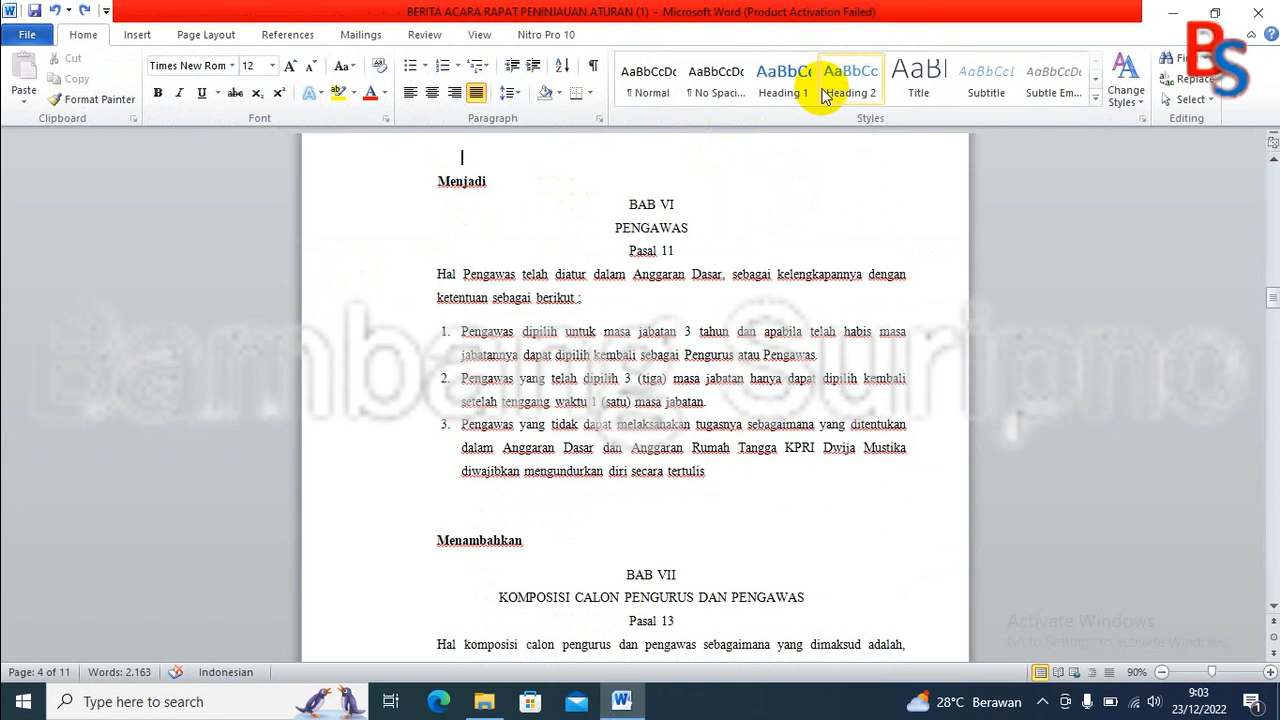 BERITA ACARA RAPAT PENINJAUAN ATURAN (1) - Microsoft Word (Product Activation Failed)
File Home Insert Page Layout References Mailings Review View Nitro Pro 10
BS
Paste
Cut
Copy
Format Painter
Clipboard
Times New Rom 12
Font
Paragraph
AaBbCcDc AaBbCcDc AaBbCc AaBbCc AaBl AaBbCcL AaBbCcDc
¶ Normal ¶ No Spaci... Heading 1 Heading 2 Title Subtitle Subtle Em...
Styles
Change Styles
Replace
Select
Editing
Menjadi
BAB VI
PENGAWAS
Pasal 11
Hal Pengawas telah diatur dalam Anggaran Dasar, sebagai kelengkapannya dengan
ketentuan sebagai berikut :
1. Pengawas dipilih untuk masa jabatan 3 tahun dan apabila telah habis masa
jabatannya dapat dipilih kembali sebagai Pengurus atau Pengawas.
2. Pengawas yang telah dipilih 3 (tiga) masa jabatan hanya dapat dipilih kembali
setelah tenggang waktu 1 (satu) masa jabatan.
3. Pengawas yang tidak dapat melaksanakan tugasnya sebagaimana yang ditentukan
dalam Anggaran Dasar dan Anggaran Rumah Tangga KPRI Dwija Mustika
diwajibkan mengundurkan diri secara tertulis
Menambahkan
BAB VII
KOMPOSISI CALON PENGURUS DAN PENGAWAS
Pasal 13
Hal komposisi calon pengurus dan pengawas sebagaimana yang dimaksud adalah,
Activate Windows
Go to Settings to activate Windows.
Page: 4 of 11 Words: 2.163 Indonesian 90%
Type here to search
28°C Berawan
9:03
23/12/2022